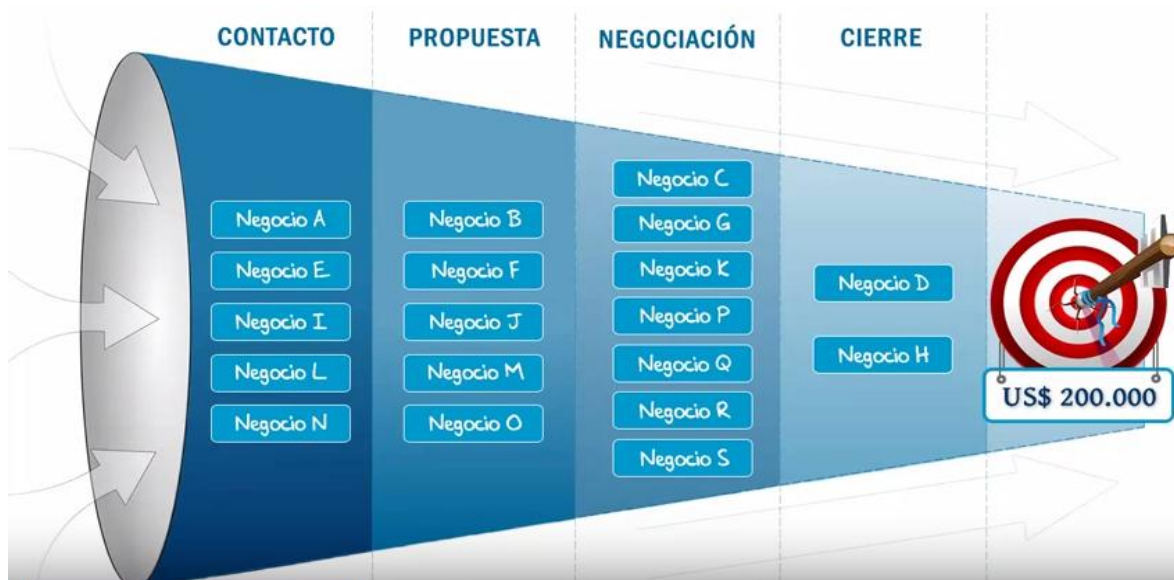 CONTACTO
PROPUESTA
NEGOCIACIÓN
CIERRE
Negocio A
Negocio E
Negocio I
Negocio L
Negocio N
Negocio B
Negocio F
Negocio J
Negocio M
Negocio O
Negocio C
Negocio G
Negocio K
Negocio P
Negocio Q
Negocio R
Negocio S
Negocio D
Negocio H
US$ 200.000